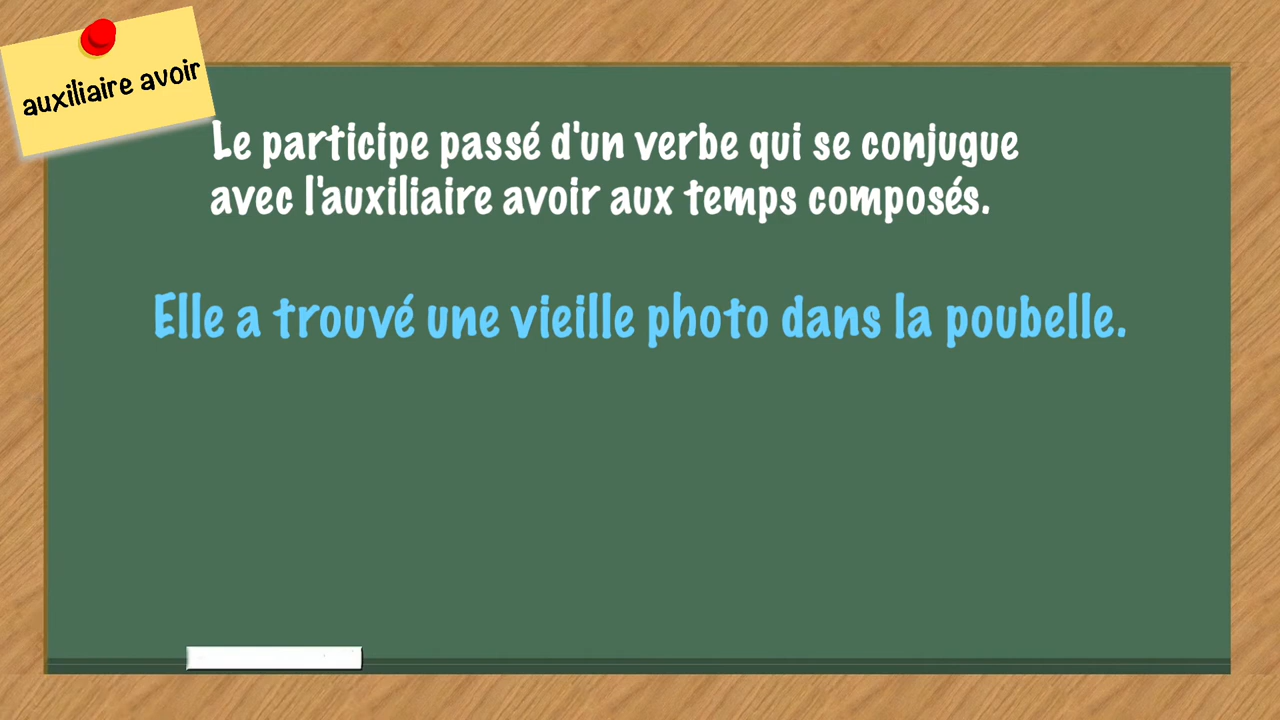 auxiliaire avoir
Le participe passé d'un verbe qui se conjugue
avec l'auxiliaire avoir aux temps composés.
Elle a trouvé une vieille photo dans la poubelle.